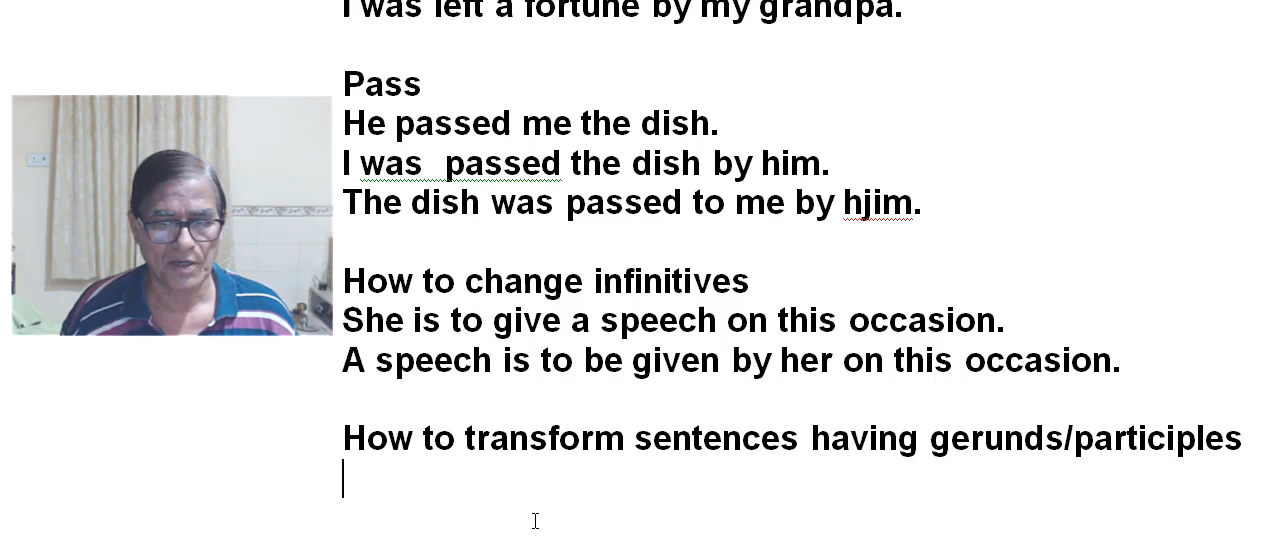 I was left a fortune by my grandpa.
Pass
He passed me the dish.
I was  passed the dish by him.
The dish was passed to me by hjim.
How to change infinitives
She is to give a speech on this occasion.
A speech is to be given by her on this occasion.
How to transform sentences having gerunds/participles